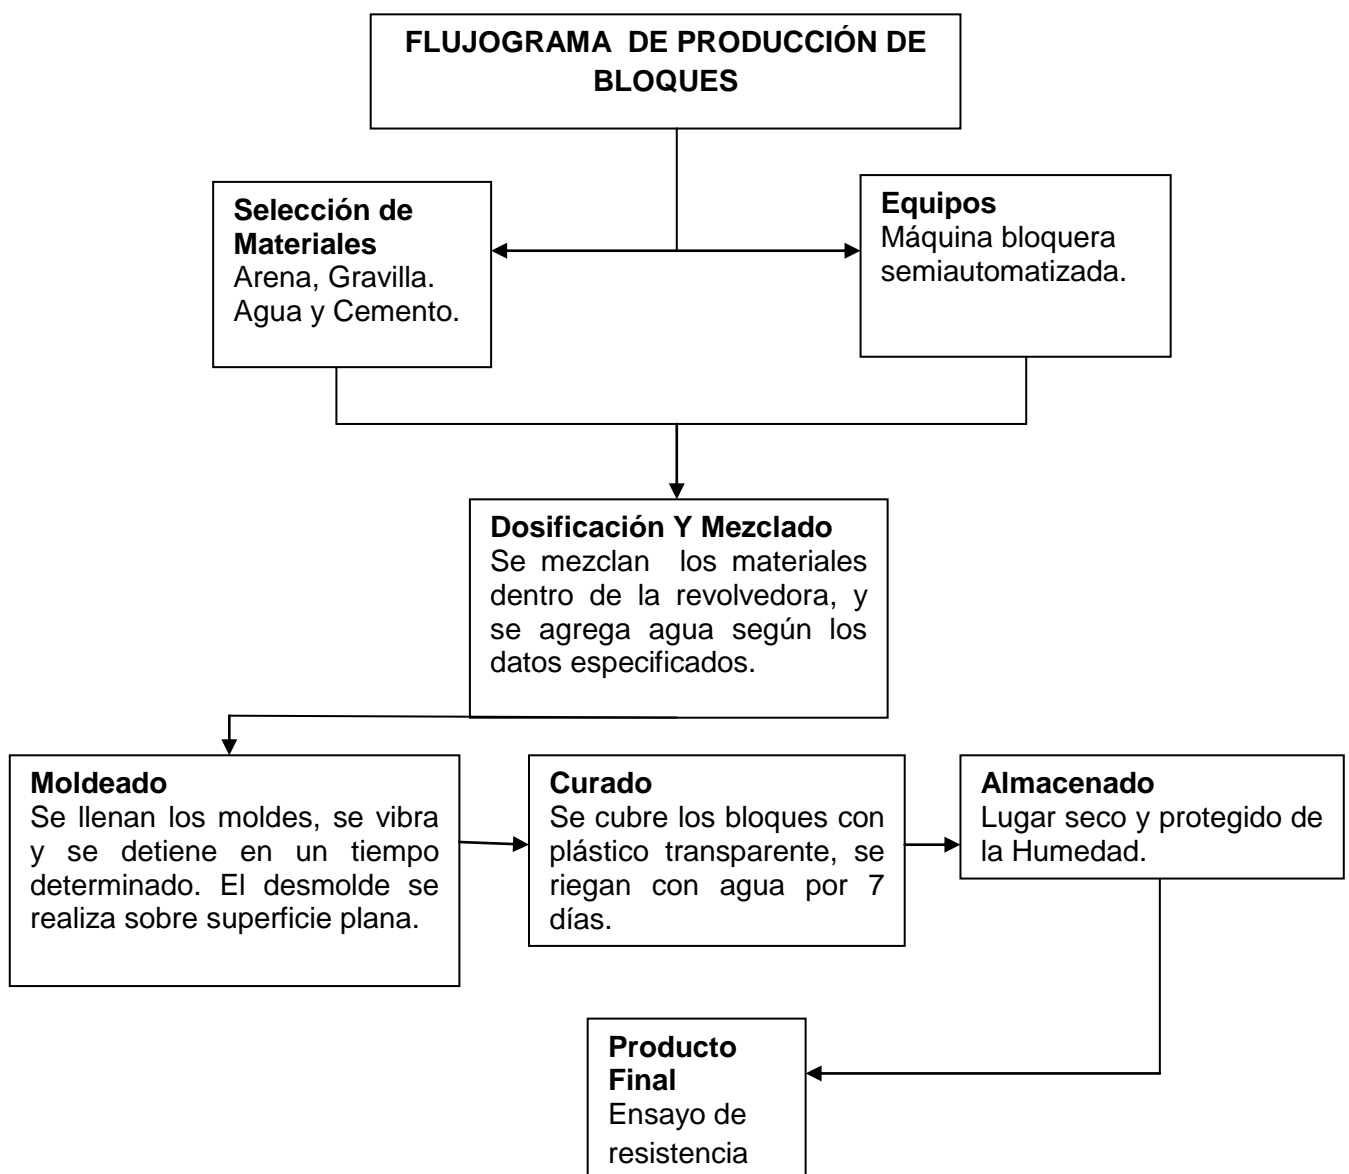 FLUJOGRAMA DE PRODUCCIÓN DE
BLOQUES
Selección de
Materiales
Arena, Gravilla.
Agua y Cemento.
Equipos
Máquina bloquera
semiautomatizada.
Dosificación Y Mezclado
Se mezclan los materiales
dentro de la revolvedora, y
se agrega agua según los
datos especificados.
Moldeado
Se llenan los moldes, se vibra
y se detiene en un tiempo
determinado. El desmolde se
realiza sobre superficie plana.
Curado
Se cubre los bloques con
plástico transparente, se
riegan con agua por 7
días.
Almacenado
Lugar seco y protegido de
la Humedad.
Producto
Final
Ensayo de
resistencia